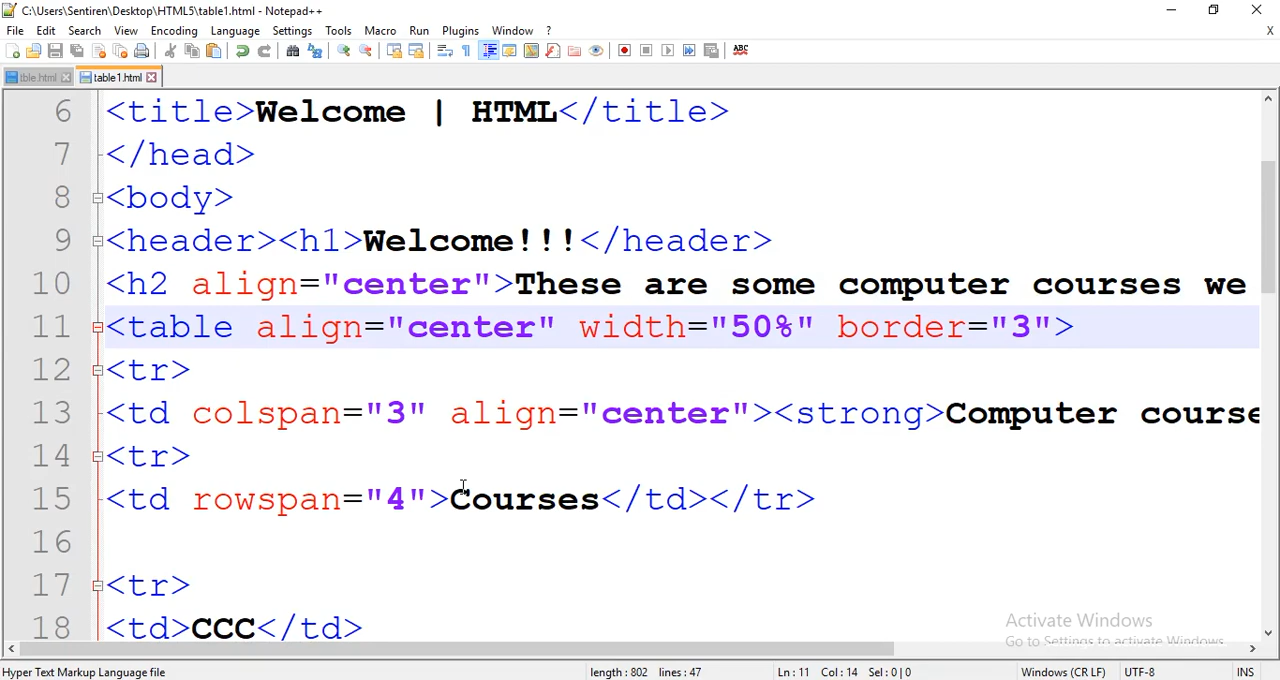 C:\Users\Sentiren\Desktop\HTML5\table1.html - Notepad++
File Edit Search View Encoding Language Settings Tools Macro Run Plugins Window ? X
ABC
tble.html table1.html
6 <title>Welcome | HTML</title>
7 </head>
8 <body>
9 <header><h1>Welcome!!!</header>
10 <h2 align="center">These are some computer courses we
11 <table align="center" width="50%" border="3">
12 <tr>
13 <td colspan="3" align="center"><strong>Computer course
14 <tr>
15 <td rowspan="4">Courses</td></tr>
16
17 <tr>
18 <td>CCC</td>
Activate Windows
Go to Settings to activate Windows.
Hyper Text Markup Language file length : 802 lines : 47 Ln : 11 Col : 14 Sel : 0 | 0 Windows (CR LF) UTF-8 INS